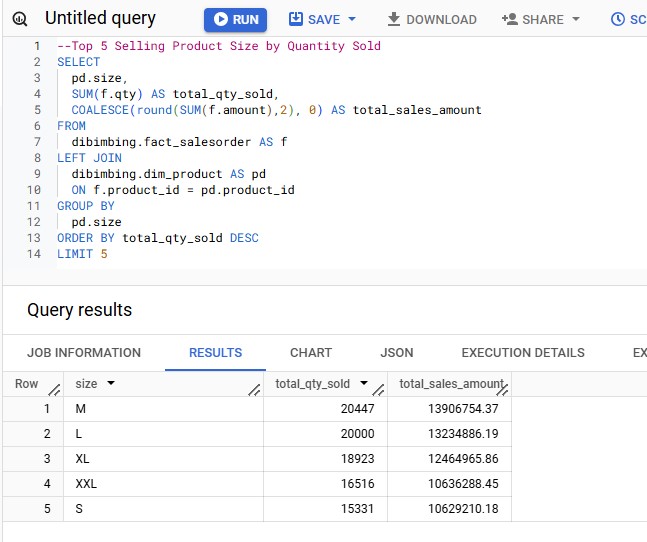 Untitled query RUN SAVE DOWNLOAD SHARE SC
1 --Top 5 Selling Product Size by Quantity Sold
2 SELECT
3 pd.size,
4 SUM(f.qty) AS total_qty_sold,
5 COALESCE(round(SUM(f.amount),2), 0) AS total_sales_amount
6 FROM
7 dibimbing.fact_salesorder AS f
8 LEFT JOIN
9 dibimbing.dim_product AS pd
10 ON f.product_id = pd.product_id
11 GROUP BY
12 pd.size
13 ORDER BY total_qty_sold DESC
14 LIMIT 5
Query results
JOB INFORMATION RESULTS CHART JSON EXECUTION DETAILS EX
Row size total_qty_sold total_sales_amount
1 M 20447 13906754.37
2 L 20000 13234886.19
3 XL 18923 12464965.86
4 XXL 16516 10636288.45
5 S 15331 10629210.18